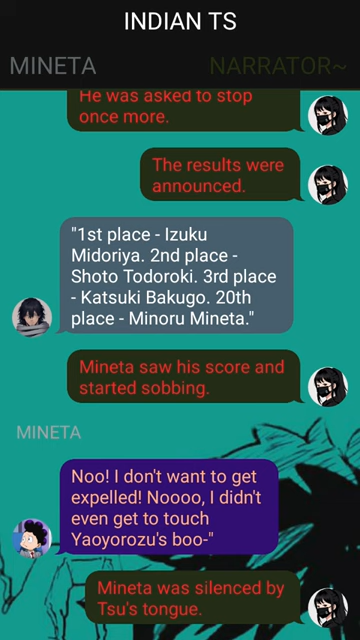 INDIAN TS
MINETA
NARRATOR~
He was asked to stop
once more.
The results were
announced.
"1st place - Izuku
Midoriya. 2nd place -
Shoto Todoroki. 3rd place
- Katsuki Bakugo. 20th
place - Minoru Mineta."
Mineta saw his score and
started sobbing.
MINETA
Noo! I don't want to get
expelled! Noooo, I didn't
even get to touch
Yaoyorozu's boo-"
Mineta was silenced by
Tsu's tongue.